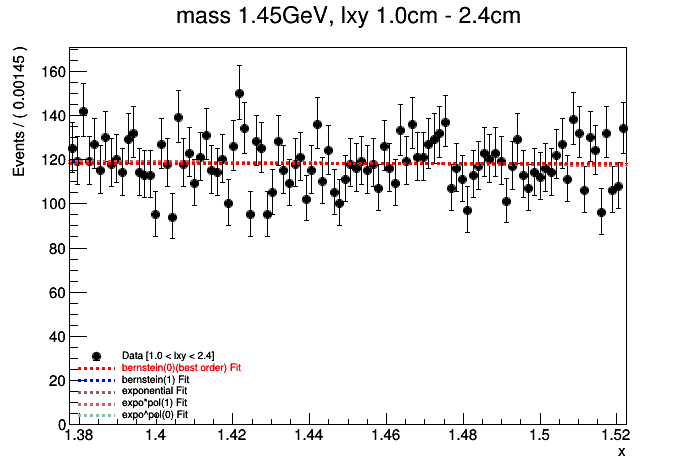 mass 1.45GeV, lxy 1.0cm - 2.4cm
Events / ( 0.00145 )
160
140
120
100
80
60
40
20
0
Data [1.0 < lxy < 2.4]
bernstein(0)(best order) Fit
bernstein(1) Fit
exponential Fit
expo*pol(1) Fit
expo^pol(0) Fit
1.38 1.4 1.42 1.44 1.46 1.48 1.5 1.52
x